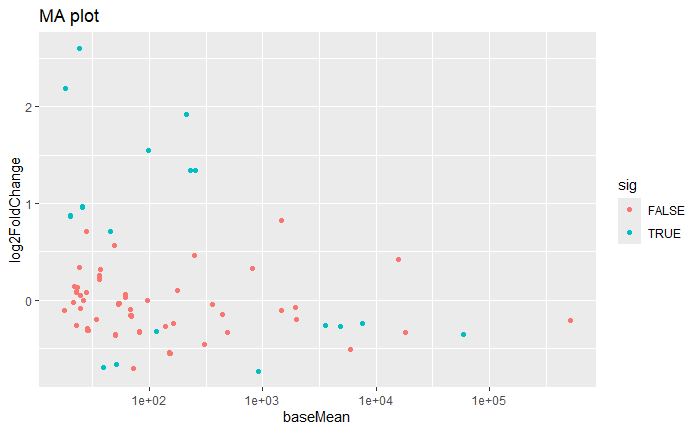 MA plot
log2FoldChange
2
1
0
1e+02 1e+03 1e+04 1e+05
baseMean
sig
FALSE
TRUE